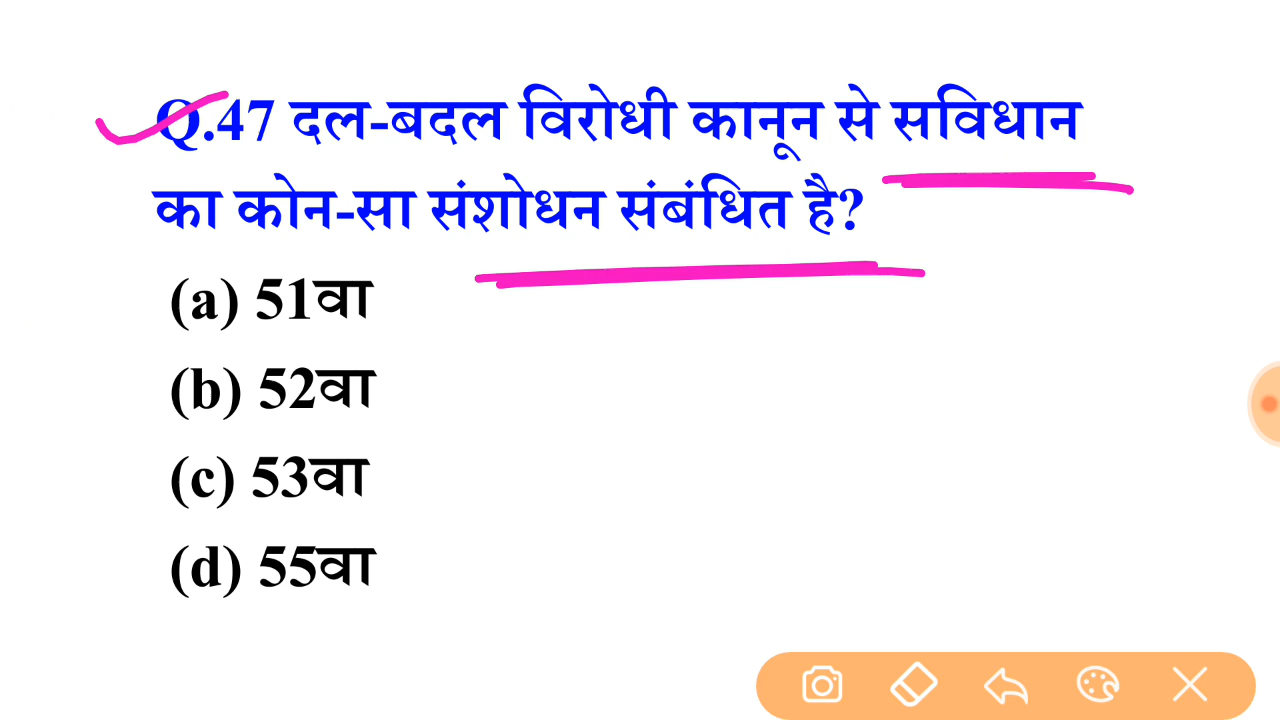 Q.47 दल-बदल विरोधी कानून से सविधान
का कोन-सा संशोधन संबंधित है?
(a) 51वा
(b) 52वा
(c) 53वा
(d) 55वा